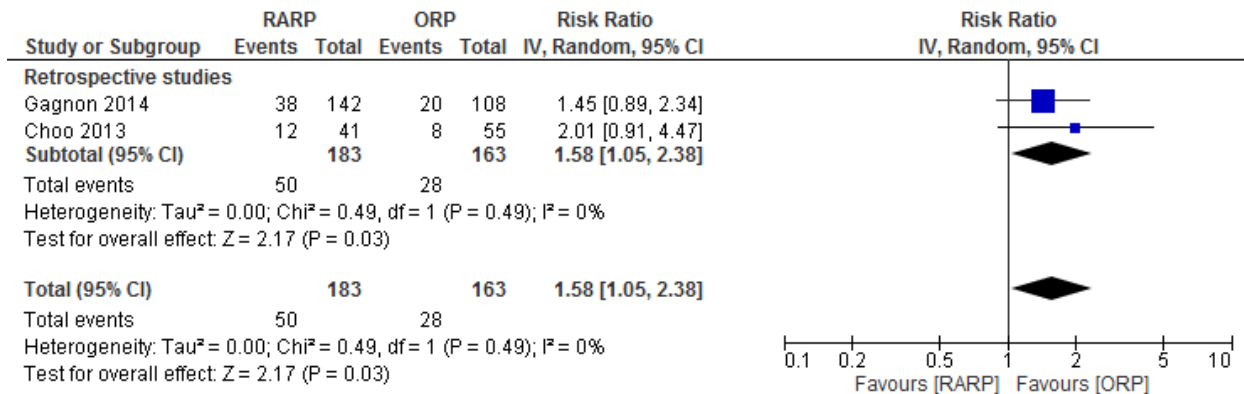 RARP ORP Risk Ratio Risk Ratio
Study or Subgroup Events Total Events Total IV, Random, 95% CI IV, Random, 95% CI
Retrospective studies
Gagnon 2014 38 142 20 108 1.45 [0.89, 2.34]
Choo 2013 12 41 8 55 2.01 [0.91, 4.47]
Subtotal (95% CI) 183 163 1.58 [1.05, 2.38]
Total events 50 28
Heterogeneity: Tau² = 0.00; Chi² = 0.49, df = 1 (P = 0.49); I² = 0%
Test for overall effect: Z = 2.17 (P = 0.03)
Total (95% CI) 183 163 1.58 [1.05, 2.38]
Total events 50 28
Heterogeneity: Tau² = 0.00; Chi² = 0.49, df = 1 (P = 0.49); I² = 0%
Test for overall effect: Z = 2.17 (P = 0.03)
0.1 0.2 0.5 1 2 5 10
Favours [RARP] Favours [ORP]